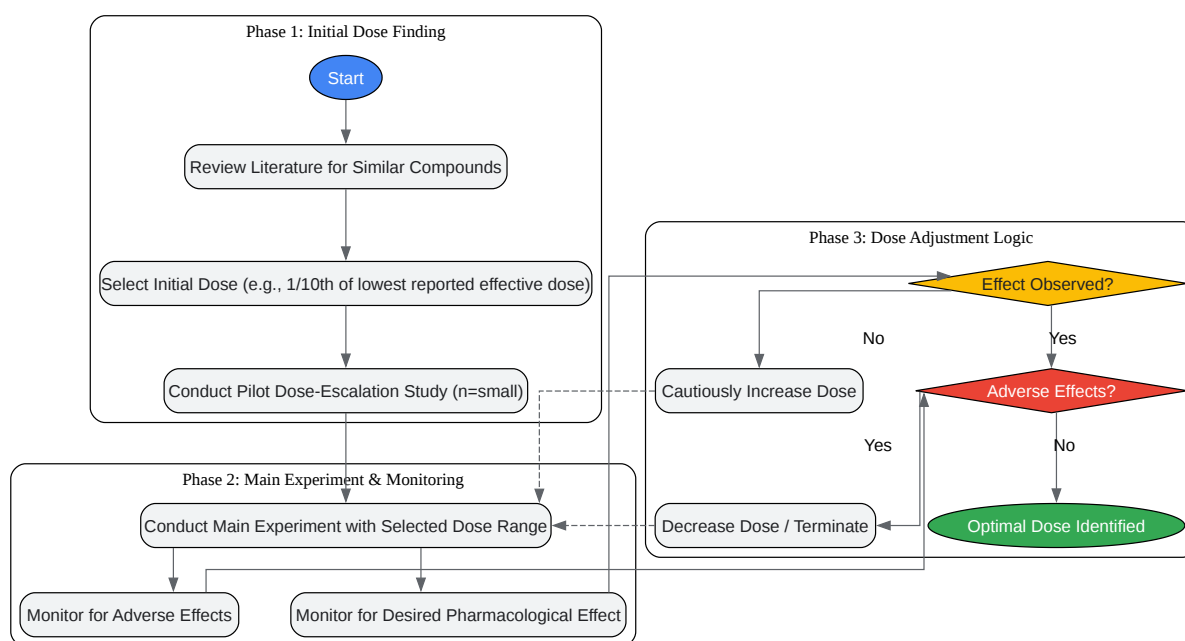 Phase 1: Initial Dose Finding
Start
Review Literature for Similar Compounds
Select Initial Dose (e.g., 1/10th of lowest reported effective dose)
Conduct Pilot Dose-Escalation Study (n=small)
Phase 2: Main Experiment & Monitoring
Conduct Main Experiment with Selected Dose Range
Monitor for Adverse Effects
Monitor for Desired Pharmacological Effect
Phase 3: Dose Adjustment Logic
Effect Observed?
No
Yes
Cautiously Increase Dose
Adverse Effects?
Yes
No
Decrease Dose / Terminate
Optimal Dose Identified